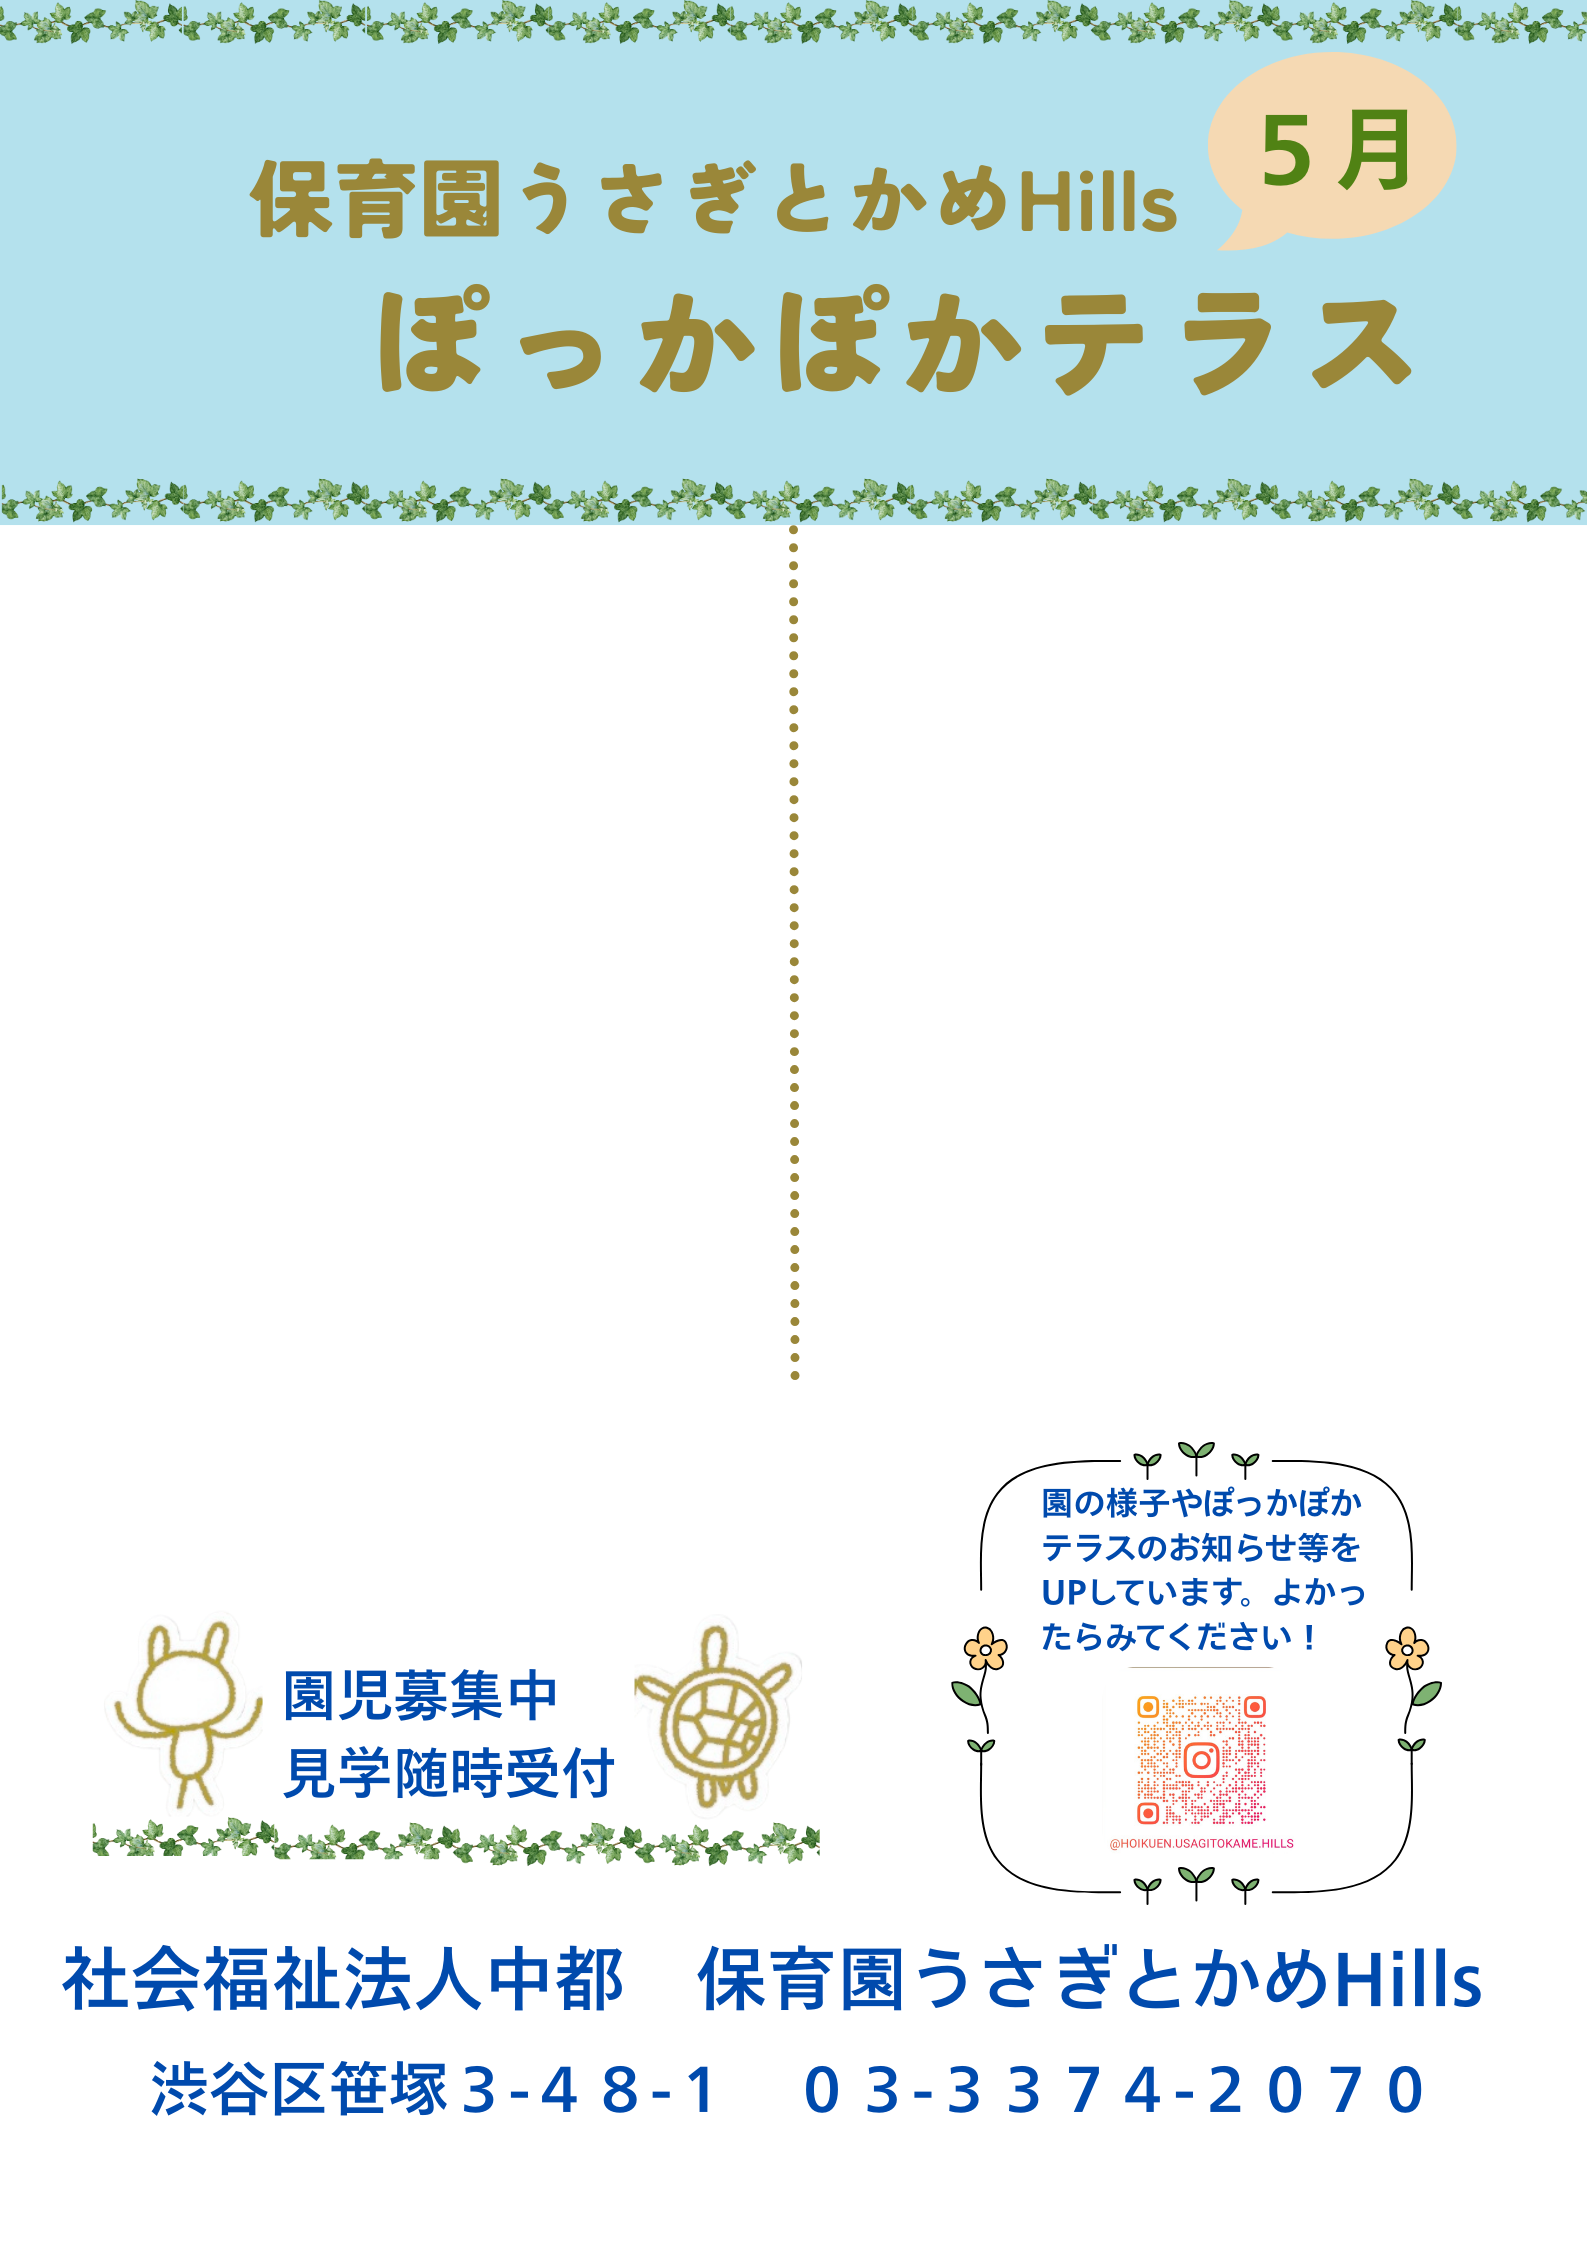 5月
保育園うさぎとかめHills
ぽっかぽかテラス
園の様子やぽっかぽか
テラスのお知らせ等を
UPしています。よかっ
たらみてください！
@HOIKUEN.USAGITOKAME.HILLS
園児募集中
見学随時受付
社会福祉法人中都　保育園うさぎとかめHills
渋谷区笹塚３-４８-１　０３-３３７４-２０７０